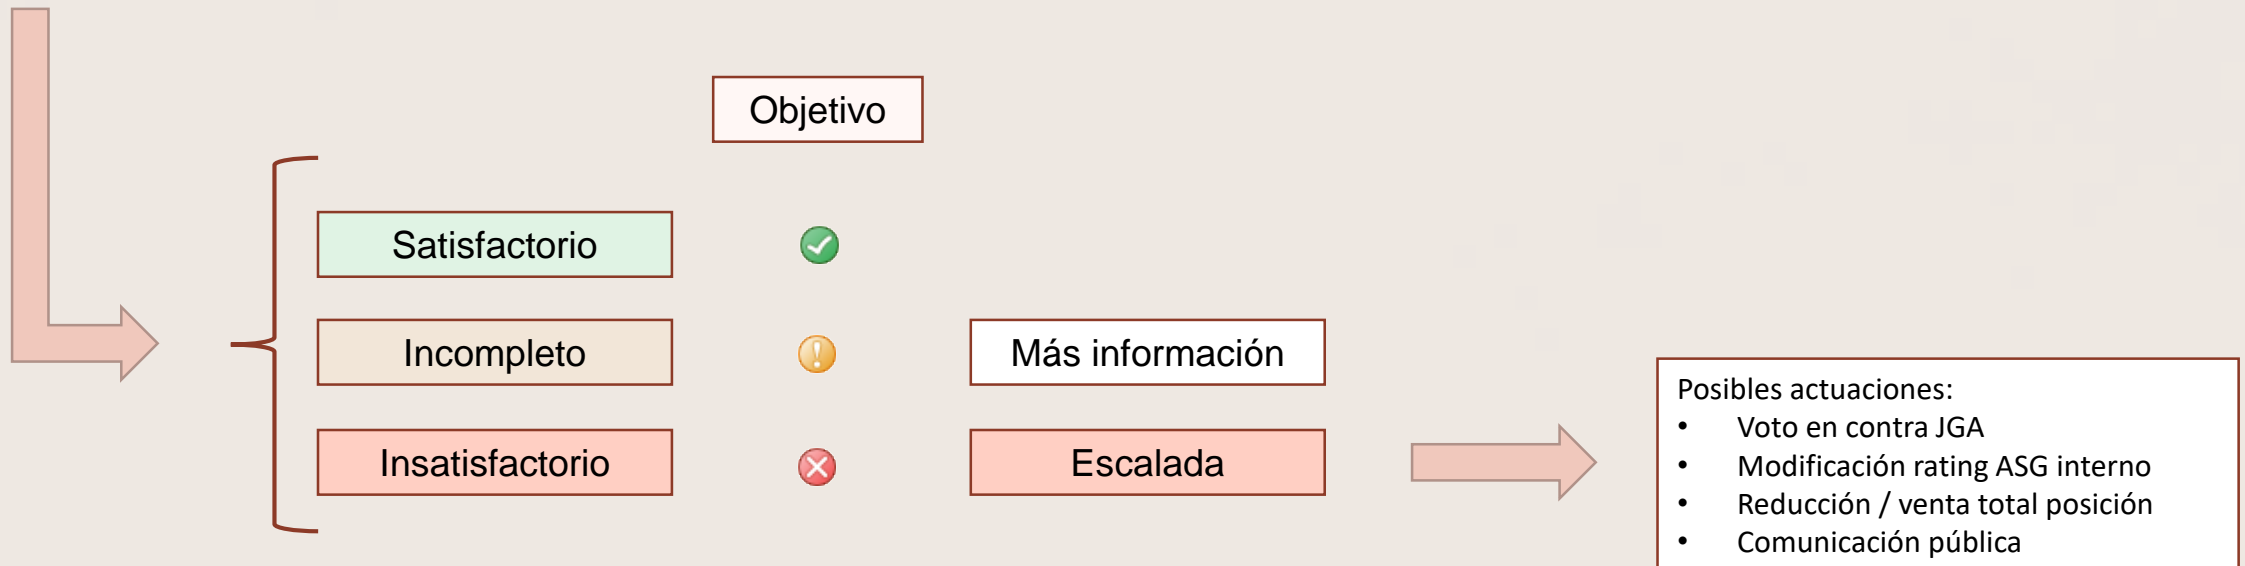 Objetivo
Satisfactorio
Incompleto
Más información
Insatisfactorio
Escalada
Posibles actuaciones:
• Voto en contra JGA
• Modificación rating ASG interno
• Reducción / venta total posición
• Comunicación pública